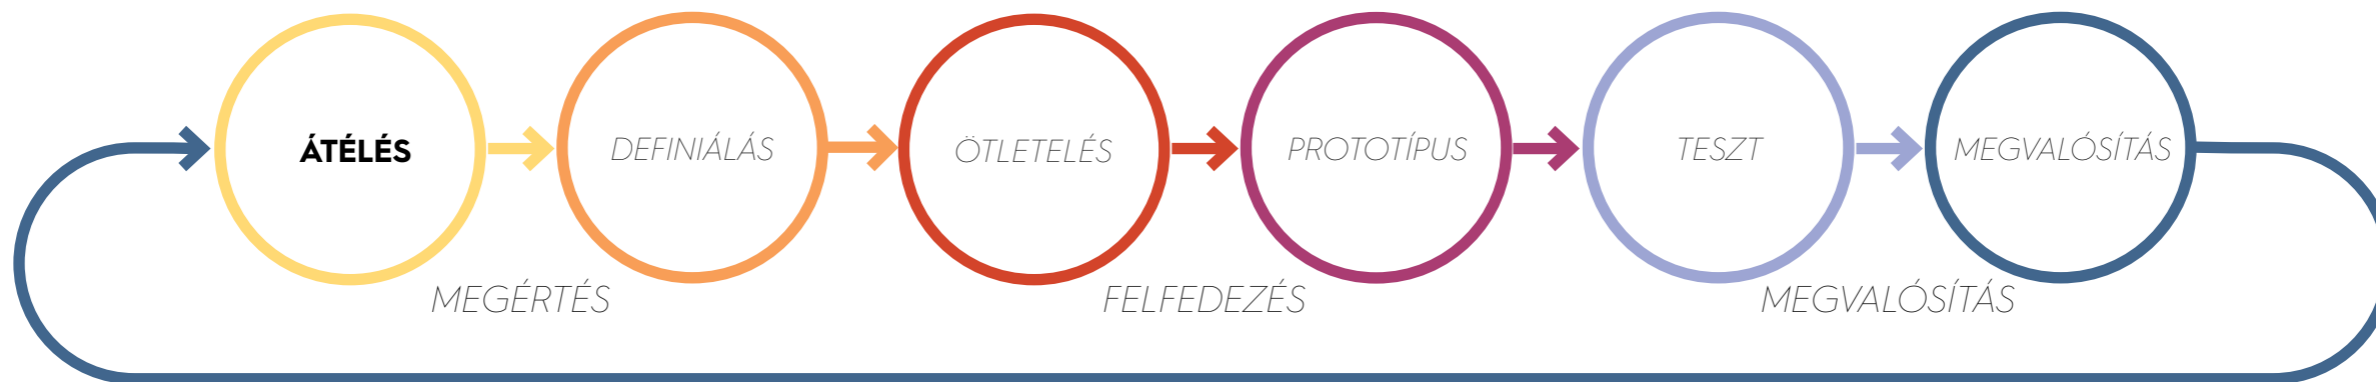 ÁTÉLÉS
DEFINIÁLÁS
ÖTLETELÉS
PROTOTÍPUS
TESZT
MEGVALÓSÍTÁS
MEGÉRTÉS
FELFEDEZÉS
MEGVALÓSÍTÁS